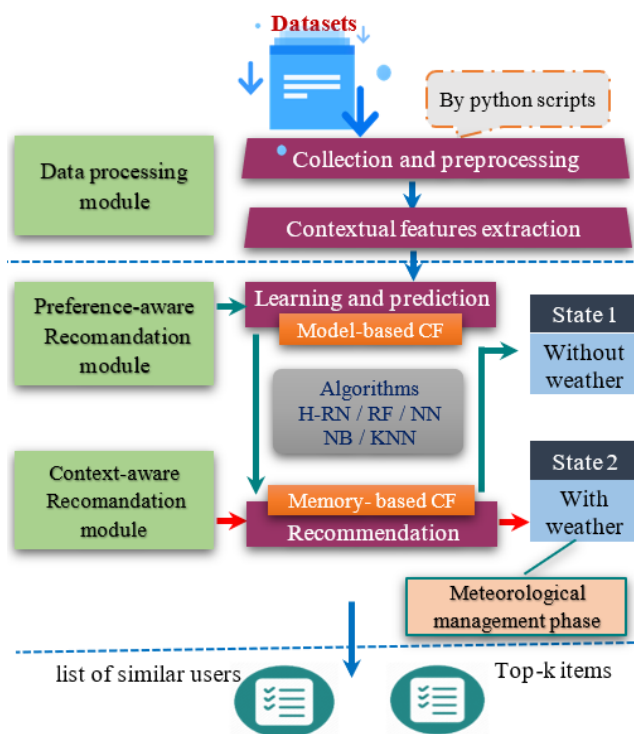 Datasets
By python scripts
Data processing
module
Collection and preprocessing
Contextual features extraction
Preference-aware
Recomandation
module
Learning and prediction
Model-based CF
State 1
Without
weather
Algorithms
H-RN / RF / NN
NB / KNN
Context-aware
Recomandation
module
Memory- based CF
Recommendation
State 2
With
weather
Meteorological
management phase
list of similar users
Top-k items